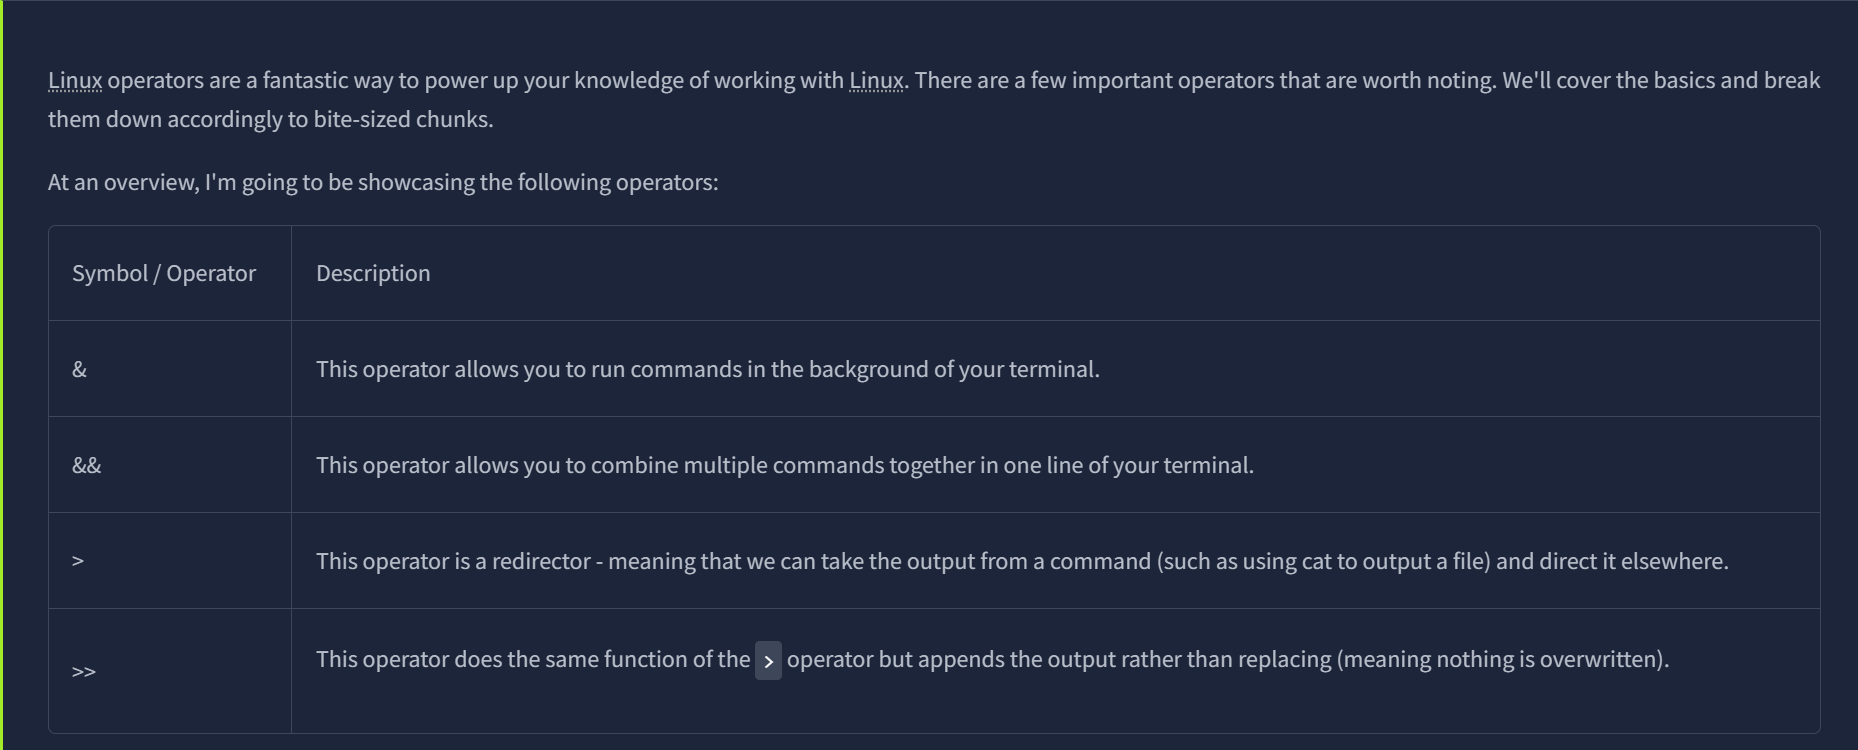 Linux operators are a fantastic way to power up your knowledge of working with Linux. There are a few important operators that are worth noting. We'll cover the basics and break
them down accordingly to bite-sized chunks.
At an overview, I'm going to be showcasing the following operators:
Symbol / Operator Description
& This operator allows you to run commands in the background of your terminal.
&& This operator allows you to combine multiple commands together in one line of your terminal.
> This operator is a redirector - meaning that we can take the output from a command (such as using cat to output a file) and direct it elsewhere.
>> This operator does the same function of the > operator but appends the output rather than replacing (meaning nothing is overwritten).